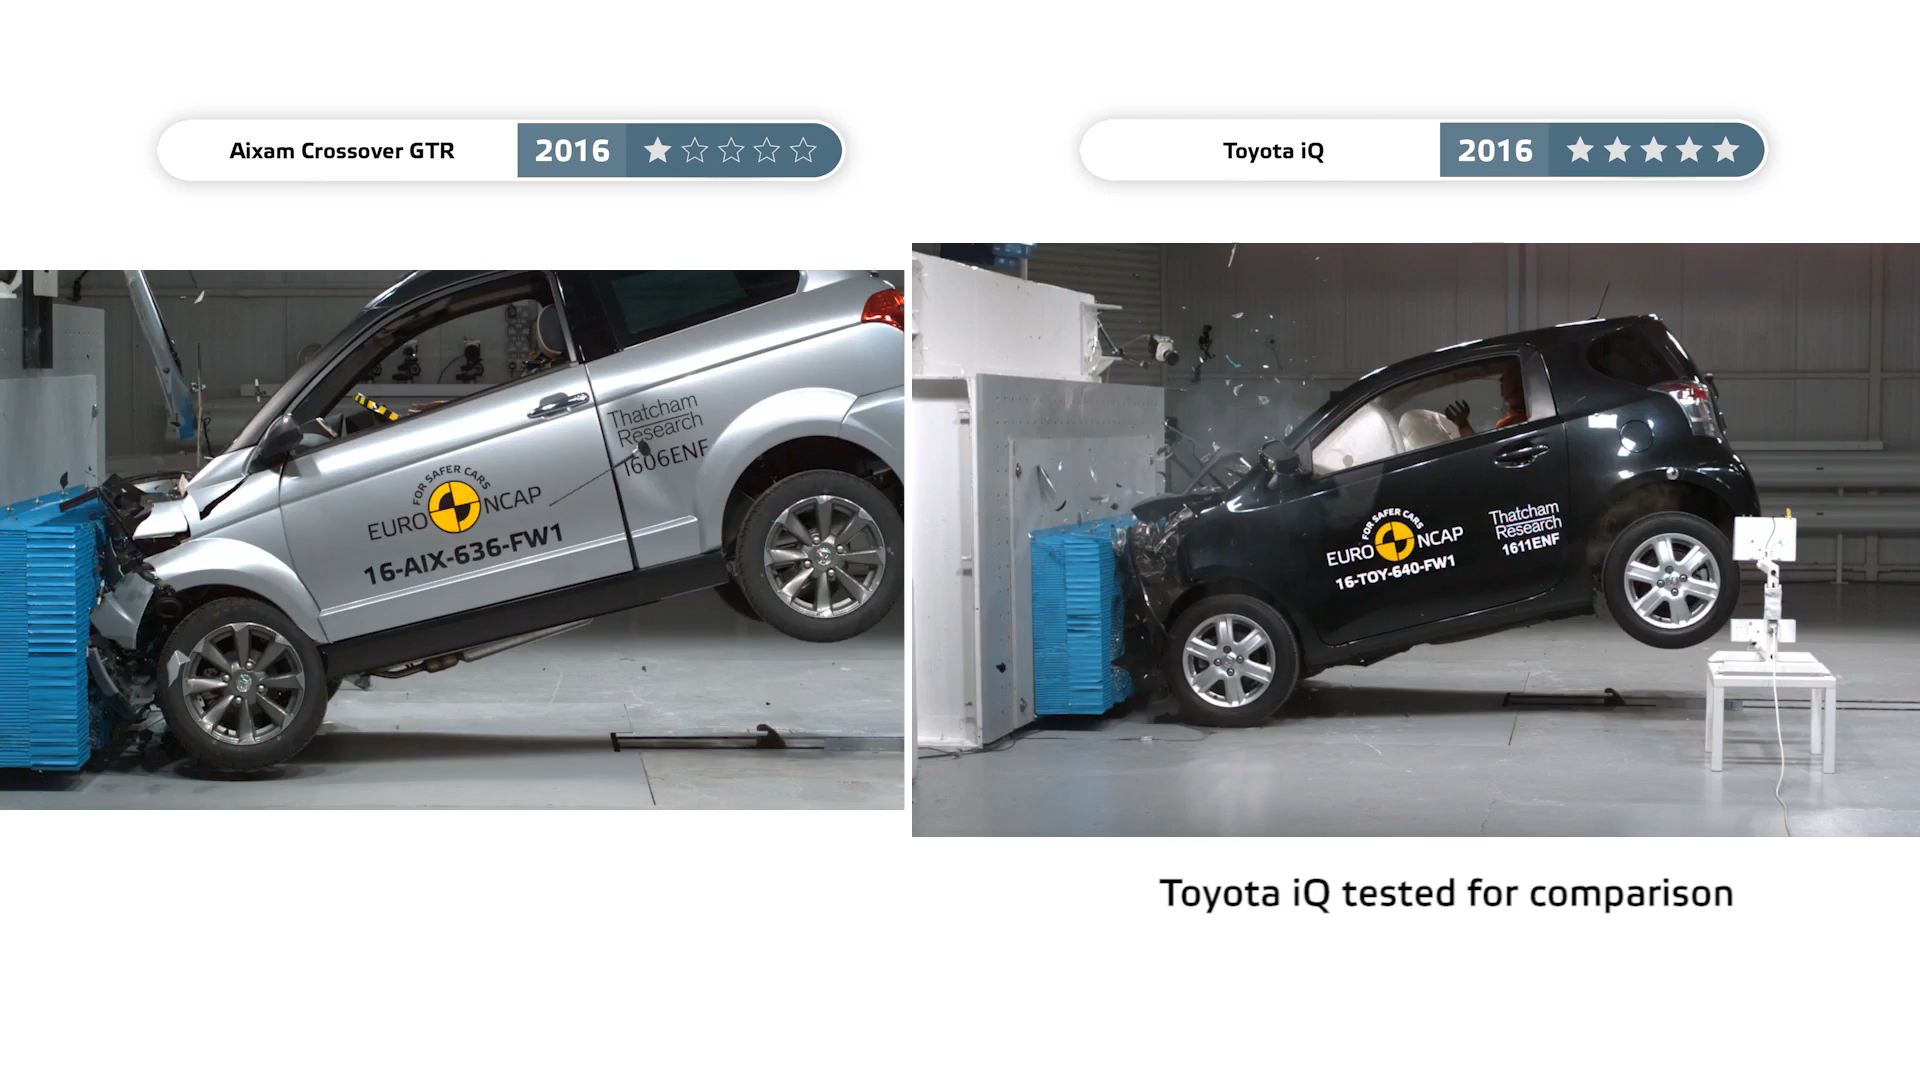 Aixam Crossover GTR 2016
Toyota iQ 2016
FOR SAFER CARS
EURO NCAP
16-AIX-636-FW1
Thatcham
Research
1606ENF
FOR SAFER CARS
EURO NCAP
16-TOY-640-FW1
Thatcham
Research
1611ENF
Toyota iQ tested for comparison